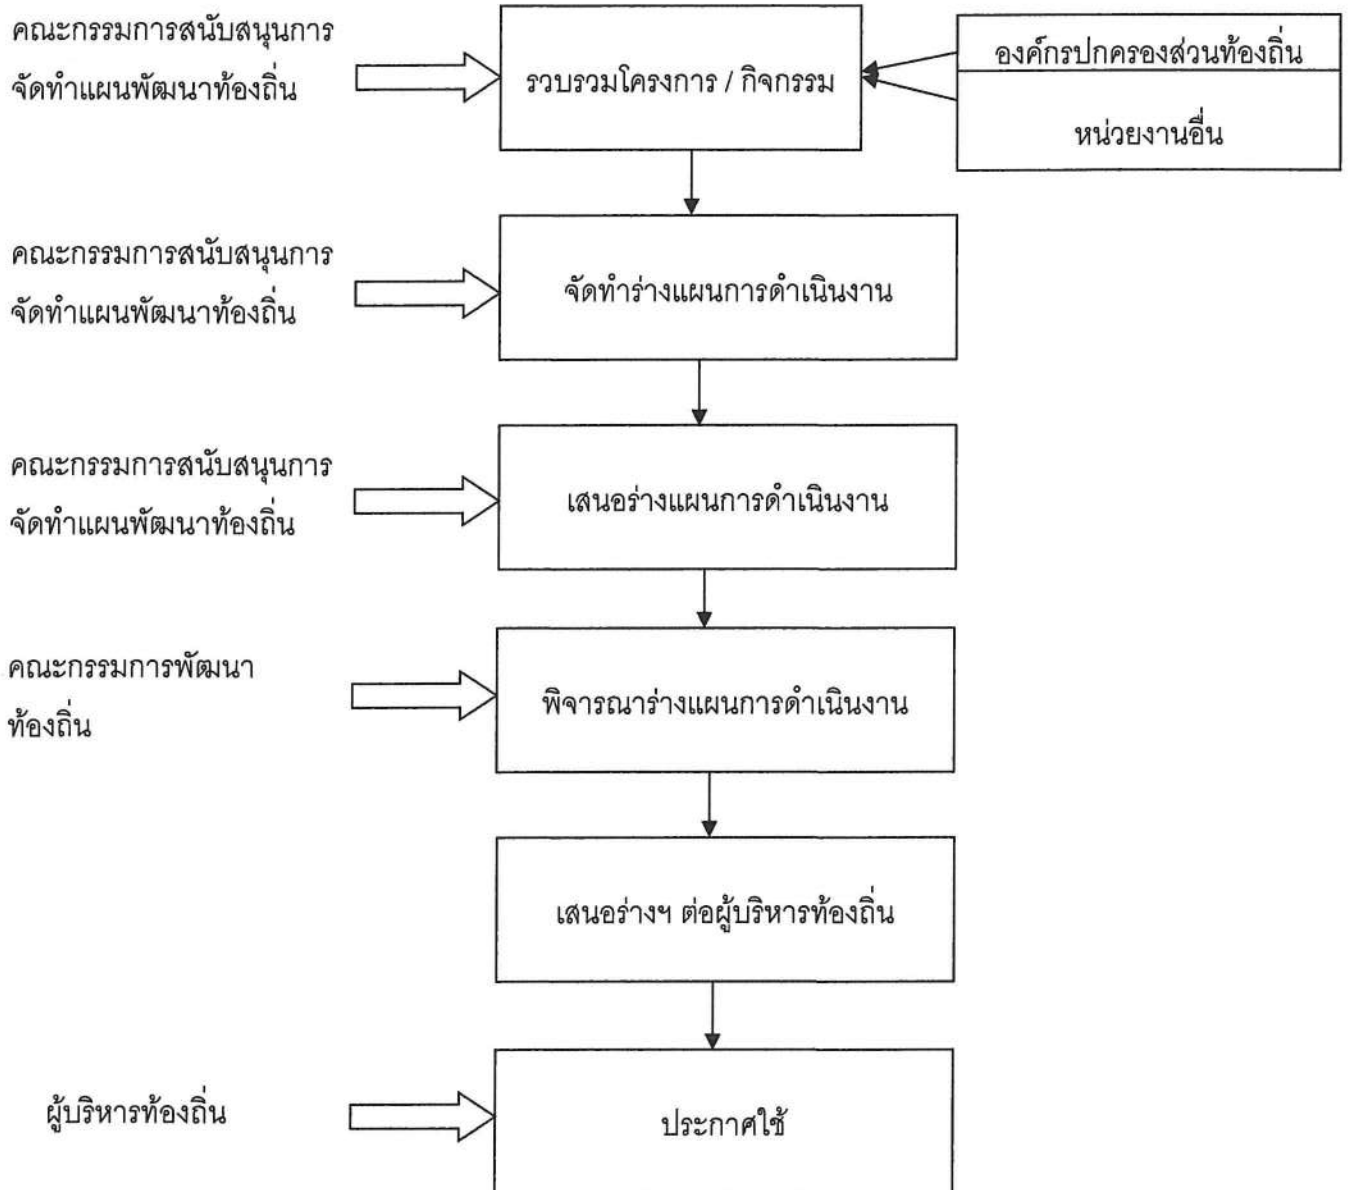 คณะกรรมการสนับสนุนการ
จัดทำแผนพัฒนาท้องถิ่น
รวบรวมโครงการ / กิจกรรม
องค์กรปกครองส่วนท้องถิ่น
หน่วยงานอื่น
คณะกรรมการสนับสนุนการ
จัดทำแผนพัฒนาท้องถิ่น
จัดทำร่างแผนการดำเนินงาน
คณะกรรมการสนับสนุนการ
จัดทำแผนพัฒนาท้องถิ่น
เสนอร่างแผนการดำเนินงาน
คณะกรรมการพัฒนา
ท้องถิ่น
พิจารณาร่างแผนการดำเนินงาน
เสนอร่างฯ ต่อผู้บริหารท้องถิ่น
ผู้บริหารท้องถิ่น
ประกาศใช้